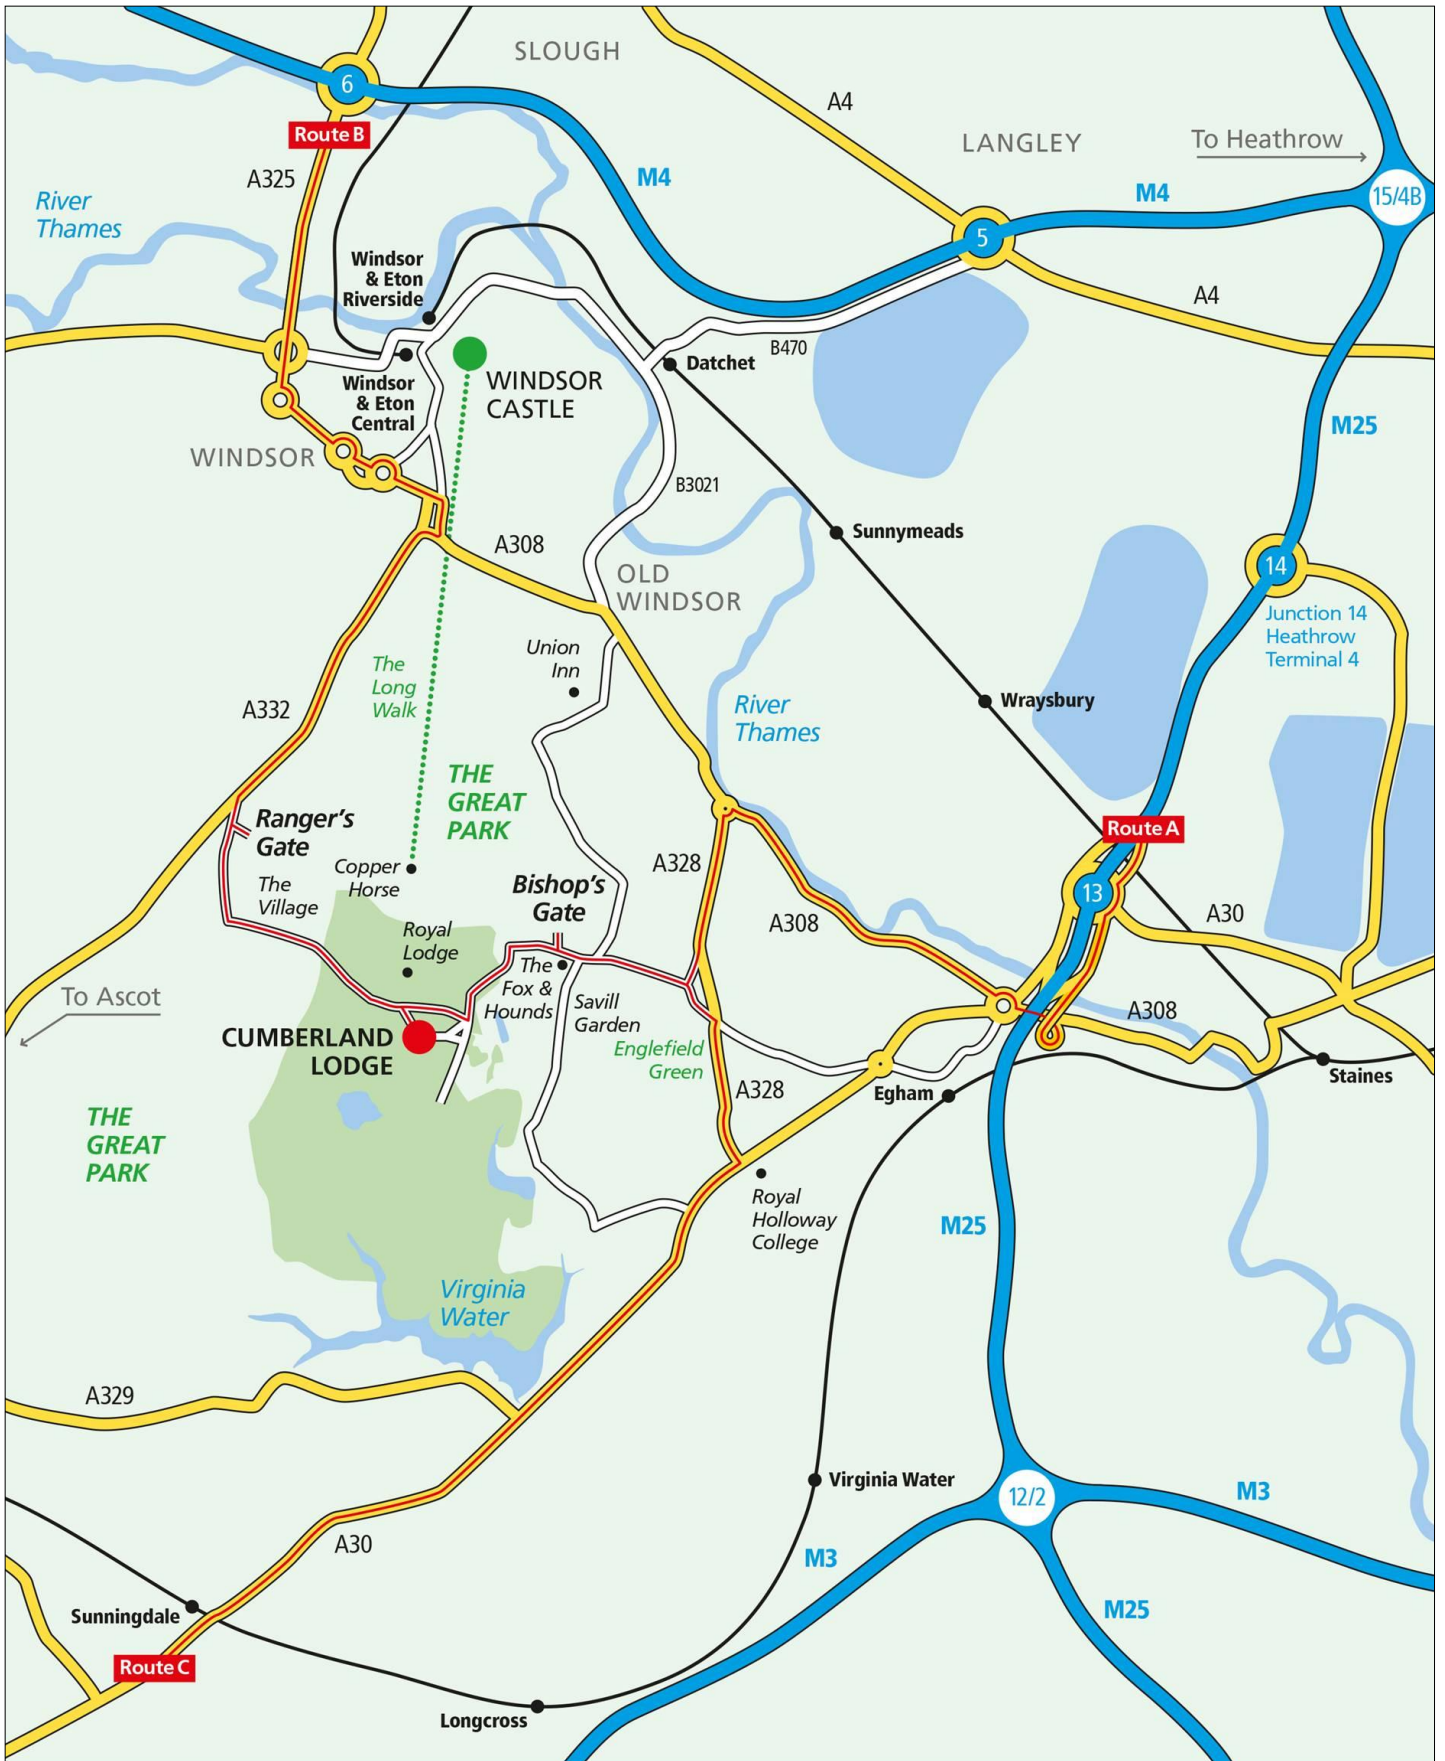 SLOUGH
6
A4
Route B
LANGLEY
To Heathrow
A325
M4
M4
15/4B
River
Thames
5
Windsor
& Eton
Riverside
A4
B470
Datchet
Windsor
& Eton
Central
WINDSOR
CASTLE
M25
WINDSOR
B3021
Sunnymeads
A308
14
OLD
WINDSOR
Junction 14
Heathrow
Terminal 4
Union
Inn
The
Long
Walk
A332
River
Thames
Wraysbury
THE
GREAT
PARK
Ranger's
Gate
Route A
Copper
Horse
A328
The
Village
Bishop's
Gate
13
A308
A30
Royal
Lodge
The
Fox &
Hounds
To Ascot
Savill
Garden
A308
CUMBERLAND
LODGE
Englefield
Green
A328
Egham
Staines
THE
GREAT
PARK
Royal
Holloway
College
M25
Virginia
Water
A329
Virginia Water
12/2
M3
A30
M3
Sunningdale
M25
Route C
Longcross